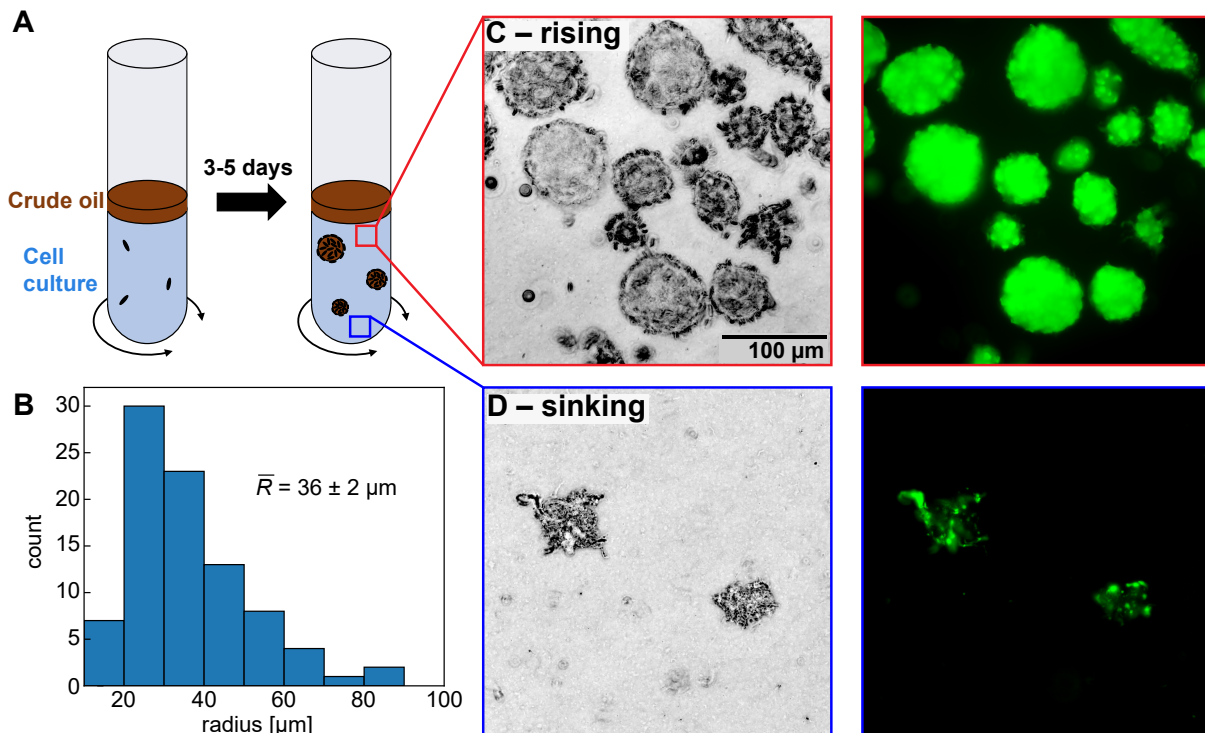 A
Crude oil
Cell
culture
3-5 days
C – rising
100 µm
B
30
25
20
15
10
5
0
count
R̅ = 36 ± 2 µm
20
40
60
80
100
radius [µm]
D – sinking